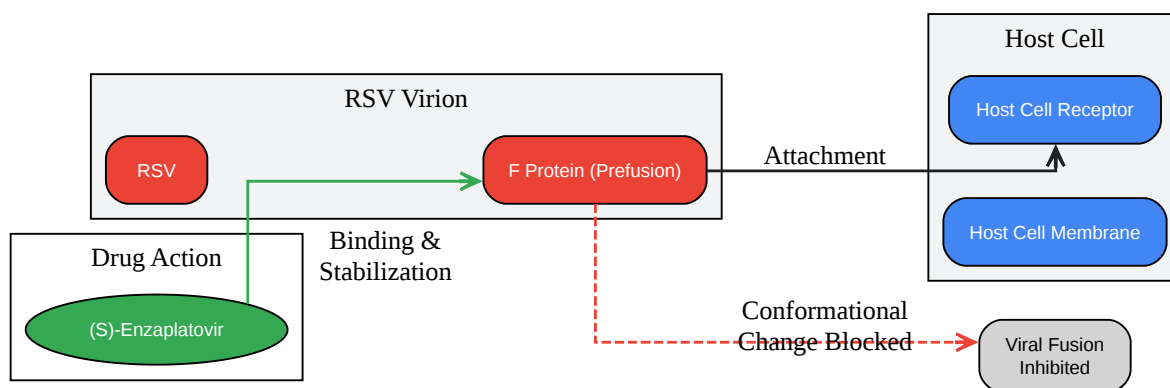 Host Cell
Host Cell Receptor
RSV Virion
RSV
F Protein (Prefusion)
Attachment
Host Cell Membrane
Binding &
Stabilization
Drug Action
(S)-Enzaplatovir
Conformational
Change Blocked
Viral Fusion
Inhibited